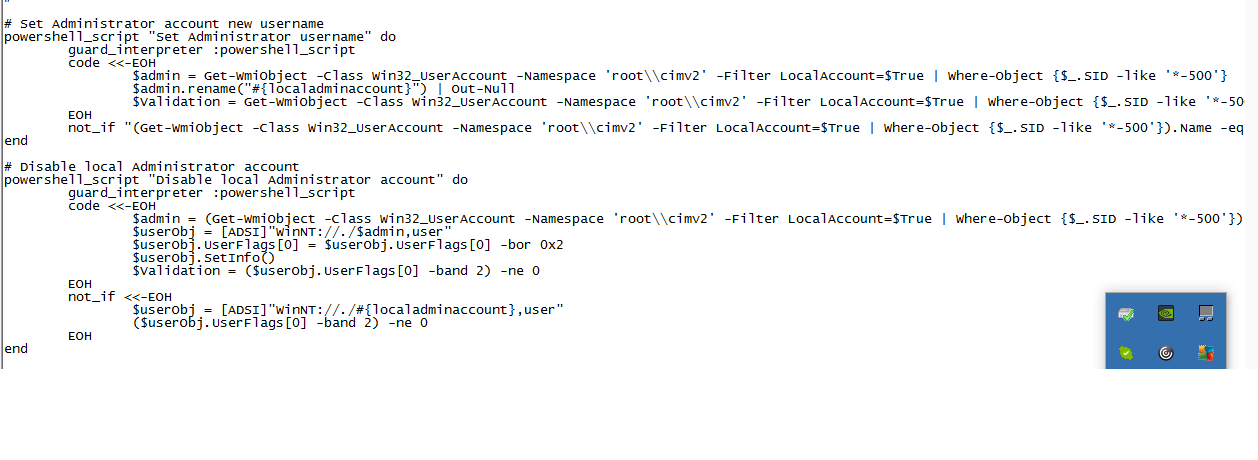 #
# Set Administrator account new username
powershell_script "Set Administrator username" do
guard_interpreter :powershell_script
code <<-EOH
$admin = Get-WmiObject -Class Win32_UserAccount -Namespace 'root\\cimv2' -Filter LocalAccount=$True | Where-Object {$_.SID -like '*-500'}
$admin.rename("#{localadminaccount}") | Out-Null
$Validation = Get-WmiObject -Class Win32_UserAccount -Namespace 'root\\cimv2' -Filter LocalAccount=$True | Where-Object {$_.SID -like '*-50
EOH
not_if "(Get-WmiObject -Class Win32_UserAccount -Namespace 'root\\cimv2' -Filter LocalAccount=$True | Where-Object {$_.SID -like '*-500'}).Name -eq
end
# Disable local Administrator account
powershell_script "Disable local Administrator account" do
guard_interpreter :powershell_script
code <<-EOH
$admin = (Get-WmiObject -Class Win32_UserAccount -Namespace 'root\\cimv2' -Filter LocalAccount=$True | Where-Object {$_.SID -like '*-500'})
$userObj = [ADSI]"WinNT://./$admin,user"
$userObj.UserFlags[0] = $userObj.UserFlags[0] -bor 0x2
$userObj.SetInfo()
$Validation = ($userObj.UserFlags[0] -band 2) -ne 0
EOH
not_if <<-EOH
$userObj = [ADSI]"WinNT://./#{localadminaccount},user"
($userObj.UserFlags[0] -band 2) -ne 0
EOH
end